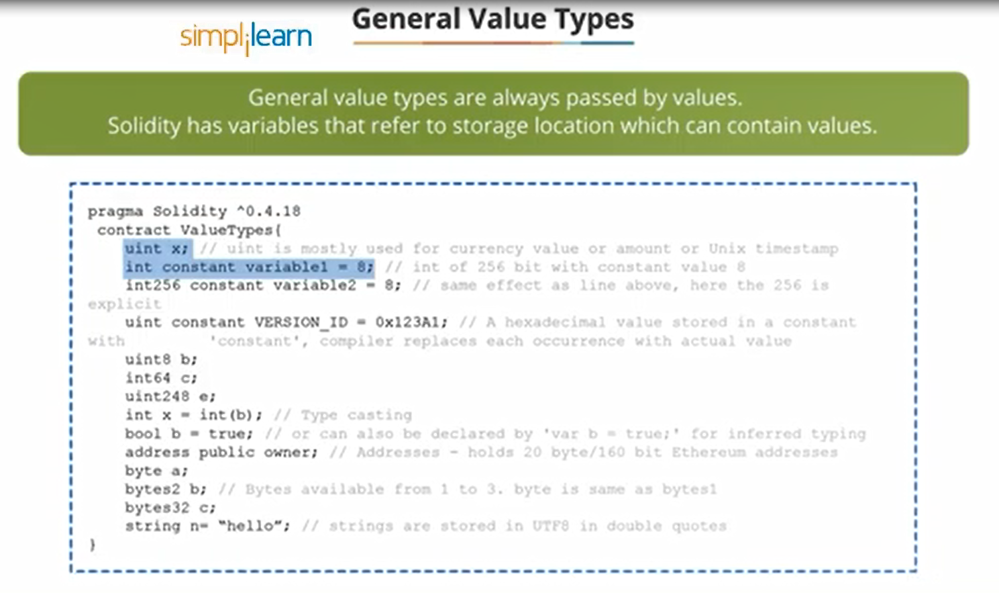 General Value Types
simplilearn
General value types are always passed by values.
Solidity has variables that refer to storage location which can contain values.
pragma Solidity ^0.4.18
contract ValueTypes{
uint x; // uint is mostly used for currency value or amount or Unix timestamp
int constant variable1 = 8; // int of 256 bit with constant value 8
int256 constant variable2 = 8; // same effect as line above, here the 256 is
explicit
uint constant VERSION_ID = 0x123A1; // A hexadecimal value stored in a constant
with 'constant', compiler replaces each occurrence with actual value
uint8 b;
int64 c;
uint248 e;
int x = int(b); // Type casting
bool b = true; // or can also be declared by 'var b = true;' for inferred typing
address public owner; // Addresses - holds 20 byte/160 bit Ethereum addresses
byte a;
bytes2 b; // Bytes available from 1 to 3. byte is same as bytes1
bytes32 c;
string n= “hello”; // strings are stored in UTF8 in double quotes
}